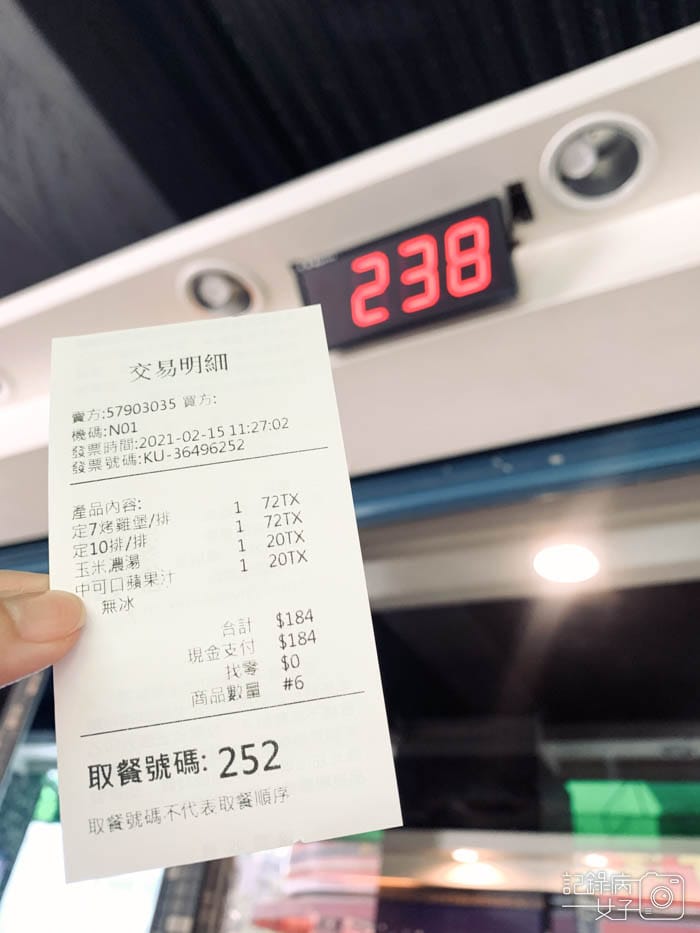 238
交易明細
賣方:57903035 買方:
機碼:N01
發票時間:2021-02-15 11:27:02
發票號碼:KU-36496252
產品內容:
定7烤雞堡/排 1 72TX
定10排/排 1 72TX
玉米濃湯 1 20TX
中可口蘋果汁 1 20TX
無冰
合計 $184
現金支付 $184
找零 $0
商品數量 #6
取餐號碼: 252
取餐號碼不代表取餐順序
記錄病
女子